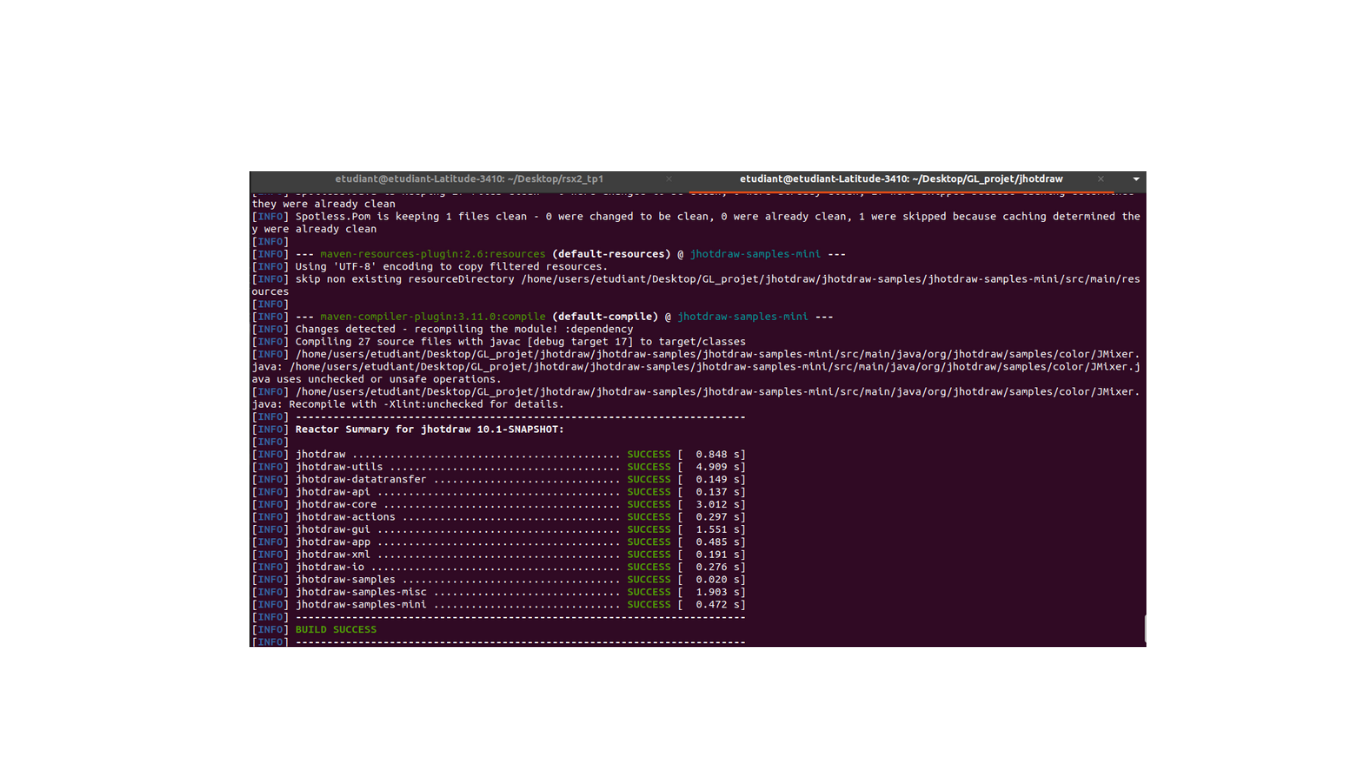 etudiant@etudiant-Latitude-3410: ~/Desktop/rsx2_tp1 × etudiant@etudiant-Latitude-3410: ~/Desktop/GL_projet/jhotdraw ×
they were already clean
[INFO] Spotless.Pom is keeping 1 files clean - 0 were changed to be clean, 0 were already clean, 1 were skipped because caching determined the
y were already clean
[INFO]
[INFO] --- maven-resources-plugin:2.6:resources (default-resources) @ jhotdraw-samples-mini ---
[INFO] Using 'UTF-8' encoding to copy filtered resources.
[INFO] skip non existing resourceDirectory /home/users/etudiant/Desktop/GL_projet/jhotdraw/jhotdraw-samples/jhotdraw-samples-mini/src/main/res
ources
[INFO]
[INFO] --- maven-compiler-plugin:3.11.0:compile (default-compile) @ jhotdraw-samples-mini ---
[INFO] Changes detected - recompiling the module! :dependency
[INFO] Compiling 27 source files with javac [debug target 17] to target/classes
[INFO] /home/users/etudiant/Desktop/GL_projet/jhotdraw/jhotdraw-samples/jhotdraw-samples-mini/src/main/java/org/jhotdraw/samples/color/JMixer.
java: /home/users/etudiant/Desktop/GL_projet/jhotdraw/jhotdraw-samples/jhotdraw-samples-mini/src/main/java/org/jhotdraw/samples/color/JMixer.j
ava uses unchecked or unsafe operations.
[INFO] /home/users/etudiant/Desktop/GL_projet/jhotdraw/jhotdraw-samples/jhotdraw-samples-mini/src/main/java/org/jhotdraw/samples/color/JMixer.
java: Recompile with -Xlint:unchecked for details.
[INFO] ------------------------------------------------------------------------
[INFO] Reactor Summary for jhotdraw 10.1-SNAPSHOT:
[INFO]
[INFO] jhotdraw ........................................... SUCCESS [  0.848 s]
[INFO] jhotdraw-utils ..................................... SUCCESS [  4.909 s]
[INFO] jhotdraw-datatransfer .............................. SUCCESS [  0.149 s]
[INFO] jhotdraw-api ....................................... SUCCESS [  0.137 s]
[INFO] jhotdraw-core ...................................... SUCCESS [  3.012 s]
[INFO] jhotdraw-actions ................................... SUCCESS [  0.297 s]
[INFO] jhotdraw-gui ....................................... SUCCESS [  1.551 s]
[INFO] jhotdraw-app ....................................... SUCCESS [  0.485 s]
[INFO] jhotdraw-xml ....................................... SUCCESS [  0.191 s]
[INFO] jhotdraw-io ........................................ SUCCESS [  0.276 s]
[INFO] jhotdraw-samples ................................... SUCCESS [  0.020 s]
[INFO] jhotdraw-samples-misc .............................. SUCCESS [  1.903 s]
[INFO] jhotdraw-samples-mini .............................. SUCCESS [  0.472 s]
[INFO] ------------------------------------------------------------------------
[INFO] BUILD SUCCESS
[INFO] ------------------------------------------------------------------------